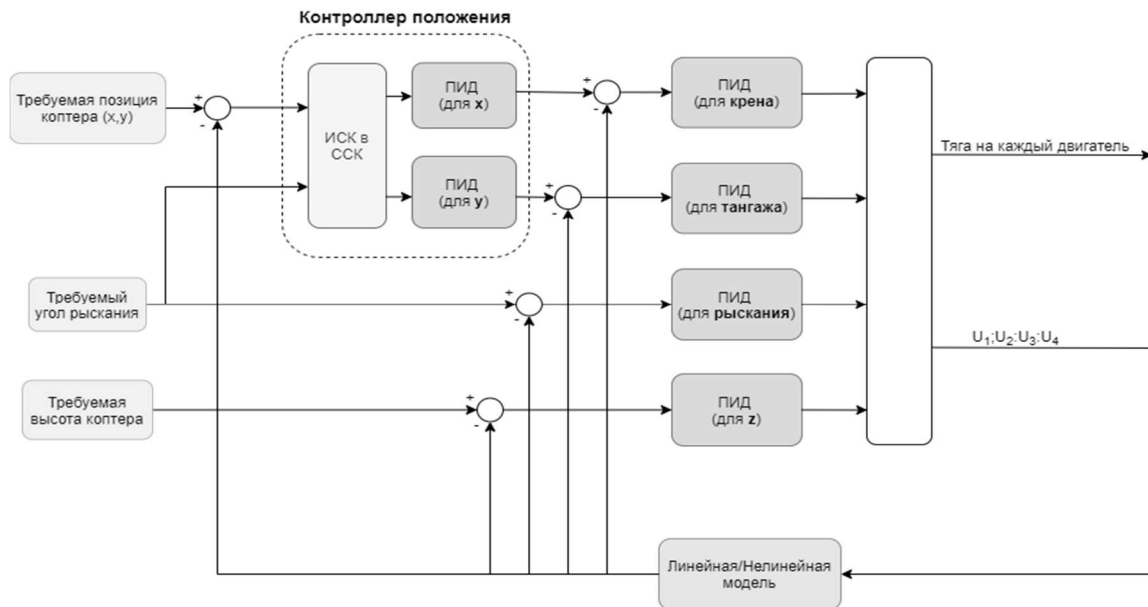 Контроллер положения
Требуемая позиция
коптера (x,y)
+
-
ИСК в
ССК
ПИД
(для x)
+
-
ПИД
(для крена)
ПИД
(для y)
+
-
ПИД
(для тангажа)
Тяга на каждый двигатель
Требуемый
угол рыскания
+
-
ПИД
(для рыскания)
U₁;U₂:U₃:U₄
Требуемая
высота коптера
+
-
ПИД
(для z)
Линейная/Нелинейная
модель